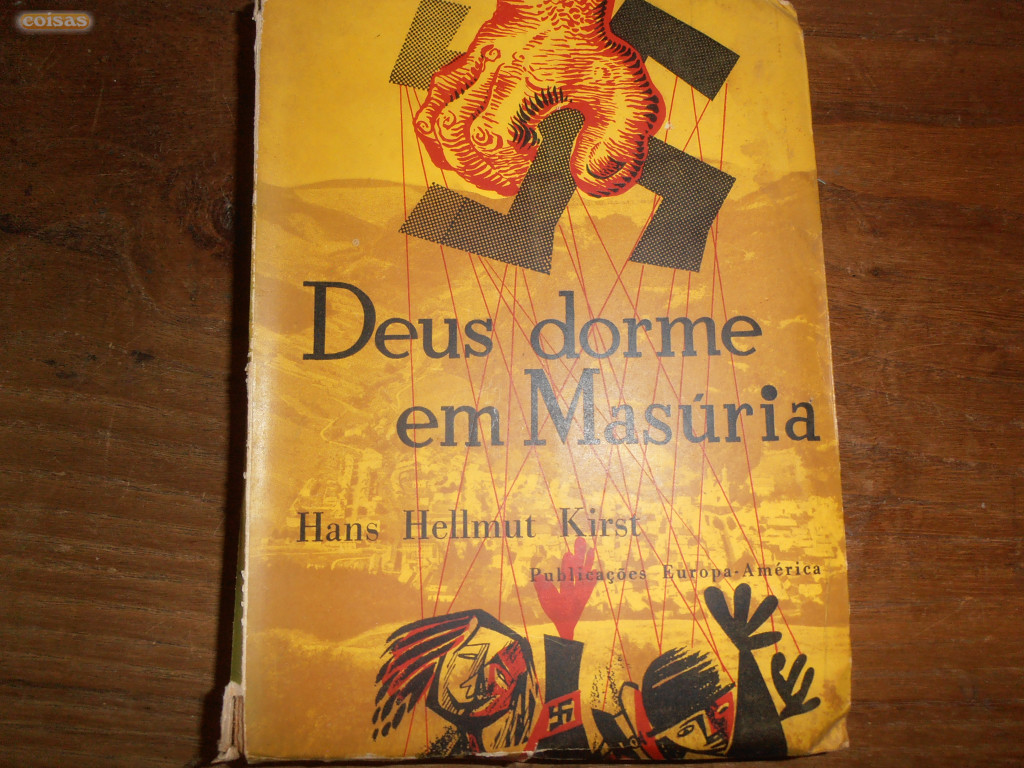 coisas
Deus dorme
em Masúria
Hans Hellmut Kirst
Publicações Europa-América